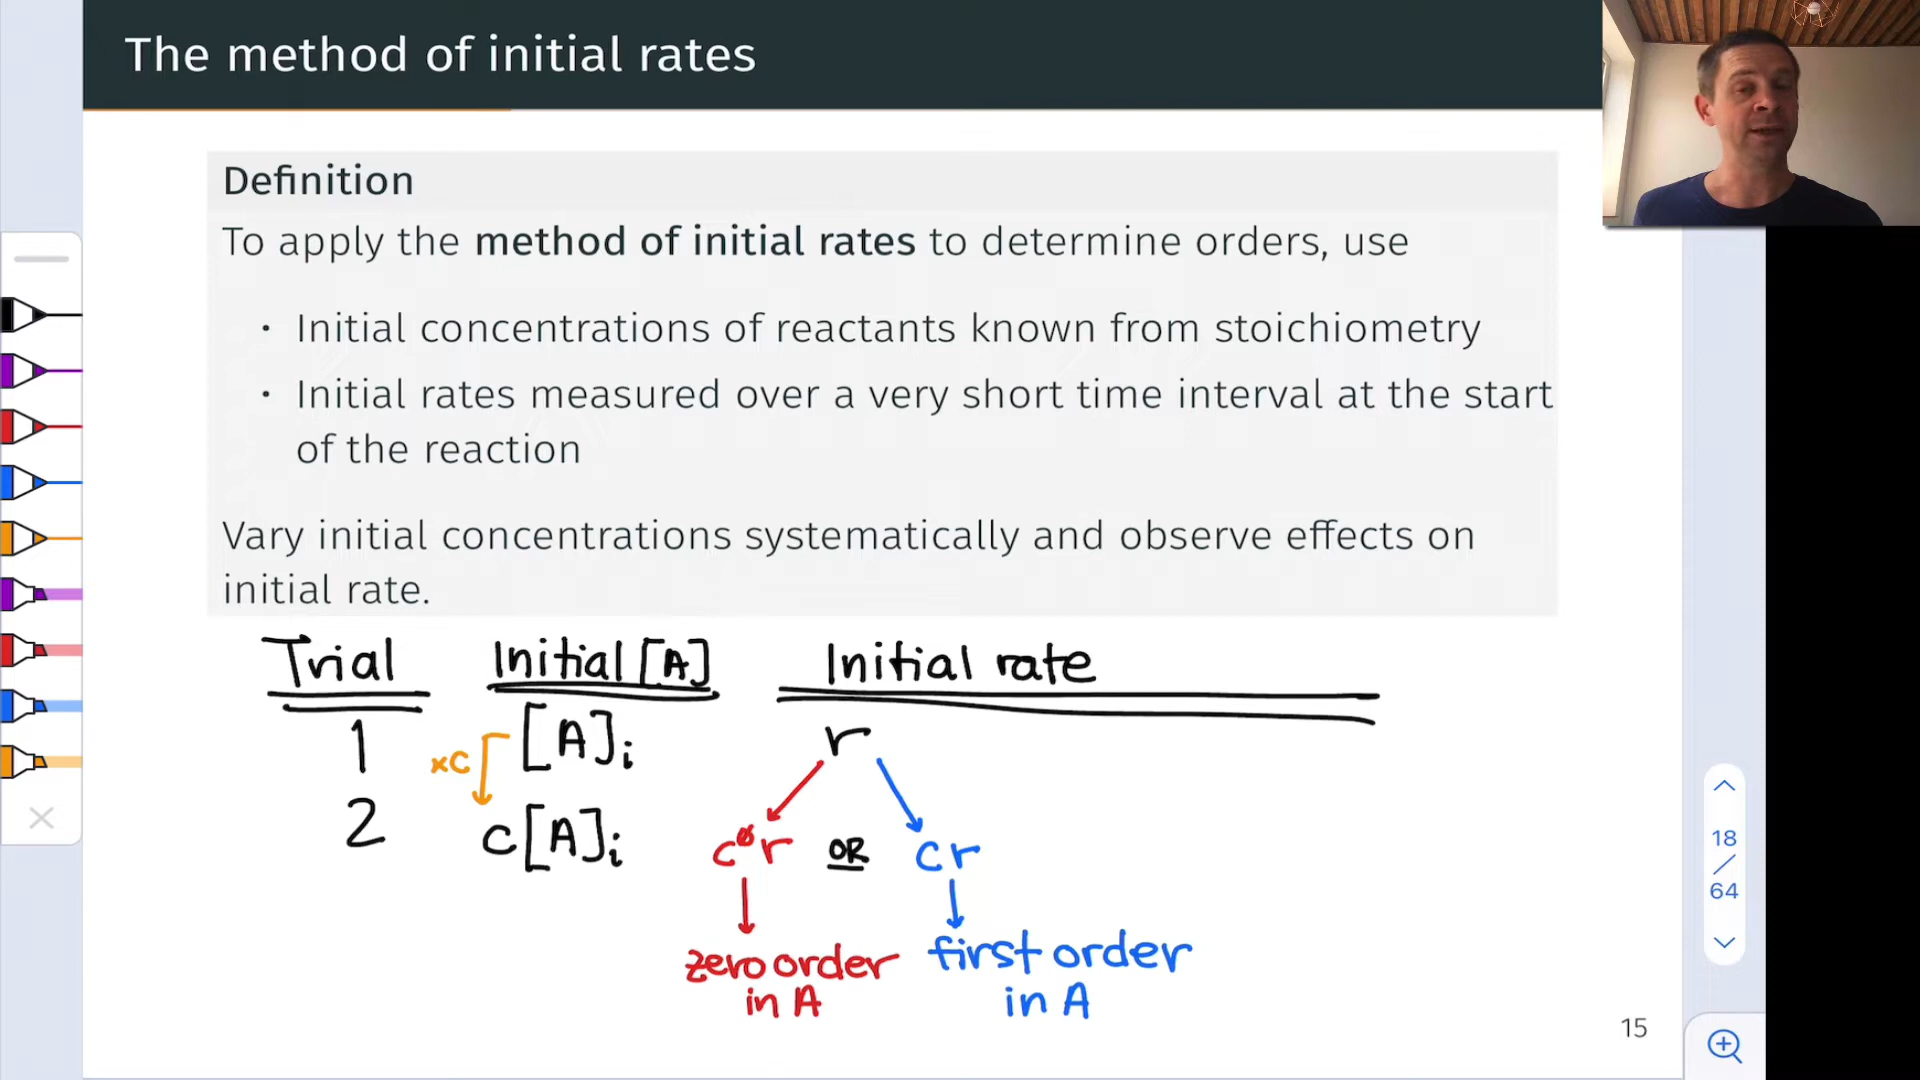 The method of initial rates
Definition
To apply the method of initial rates to determine orders, use
• Initial concentrations of reactants known from stoichiometry
• Initial rates measured over a very short time interval at the start
of the reaction
Vary initial concentrations systematically and observe effects on
initial rate.
Trial Initial [A] Initial rate
1 ×c [A]ᵢ r
2 c[A]ᵢ c⁰r OR cr
zero order first order
in A in A
15
18
/
64